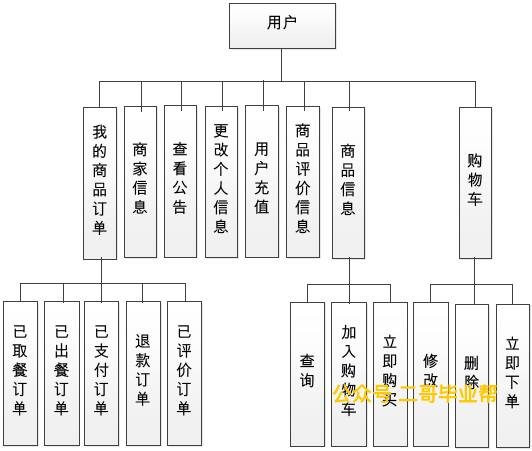 用户
我的商品订单
商家信息
查看公告
更改个人信息
用户充值
商品评价信息
商品信息
购物车
已取餐订单
已出餐订单
已支付订单
退款订单
已评价订单
查询
加入购物车
立即购买
修改
删除
立即下单
公众号:二哥毕业帮